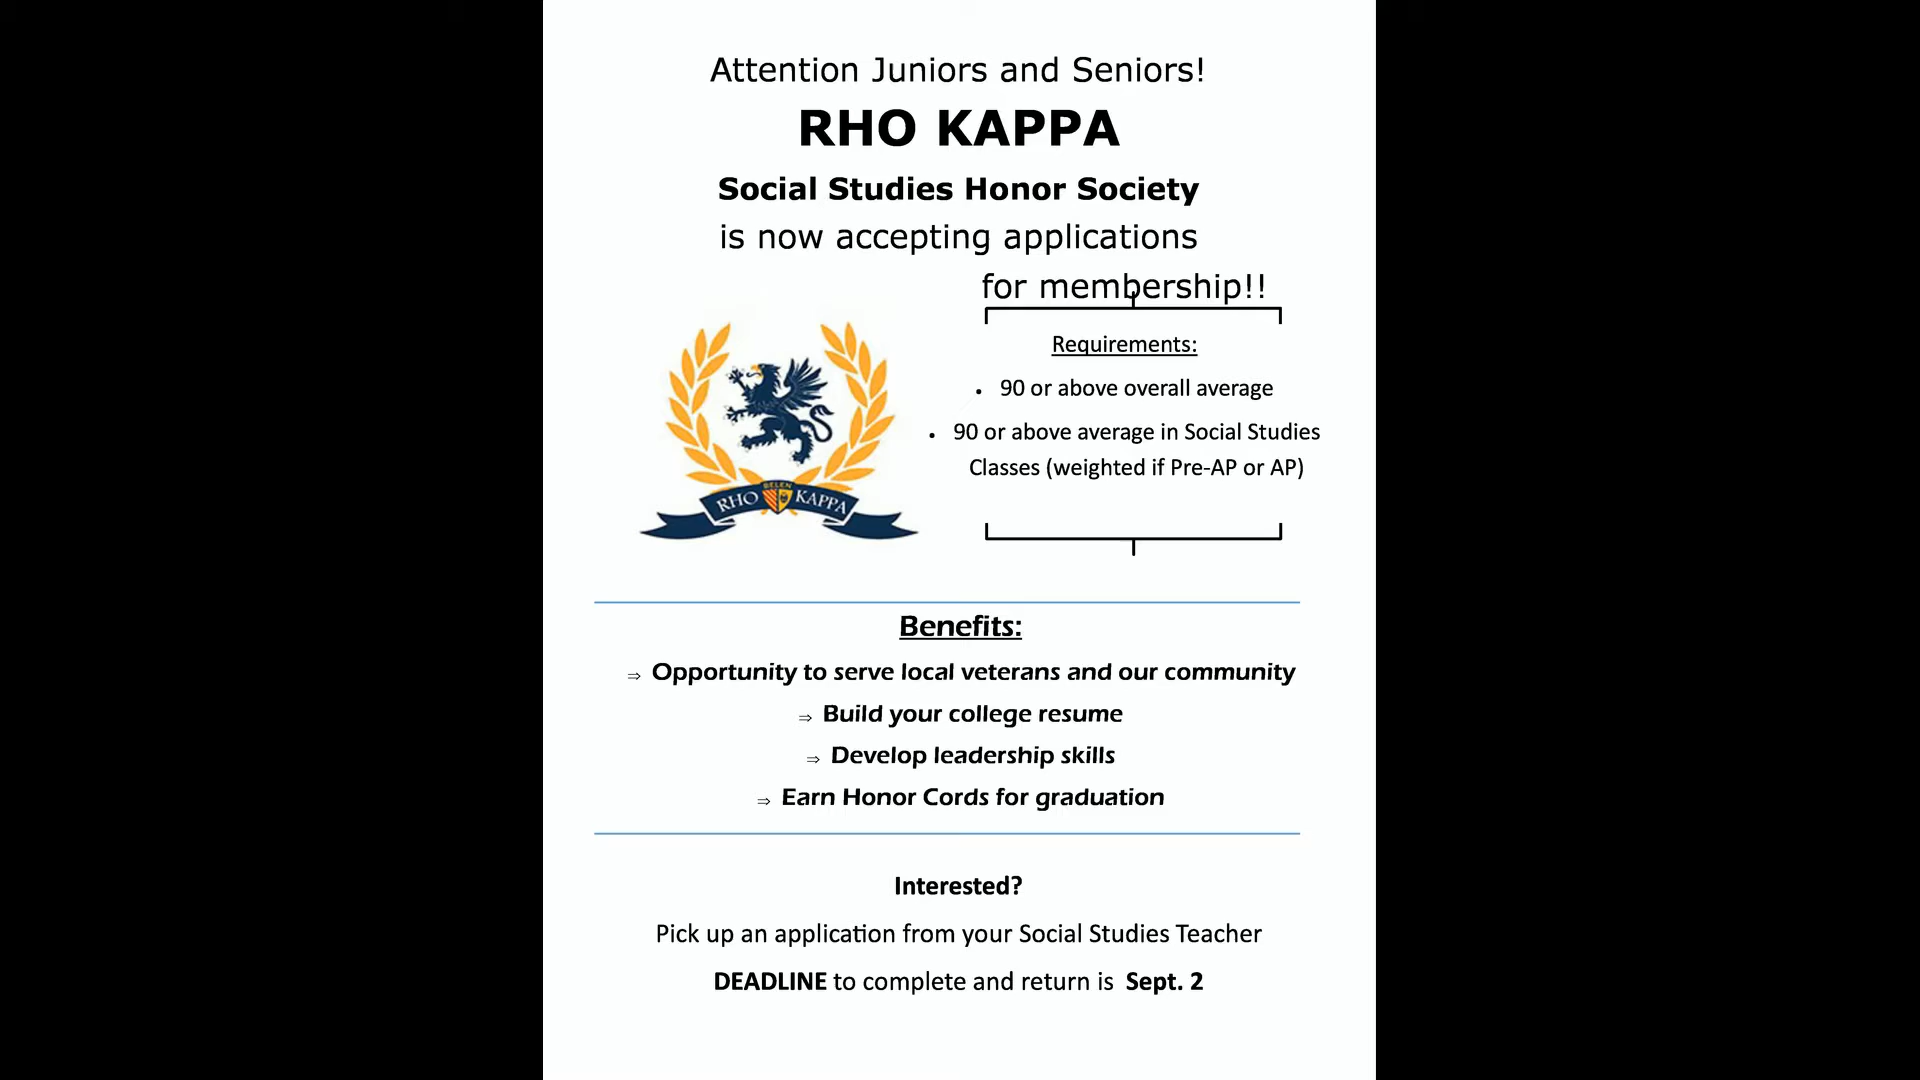 Attention Juniors and Seniors!
RHO KAPPA
Social Studies Honor Society
is now accepting applications
for membership!!
BELEN
RHO KAPPA
Requirements:
• 90 or above overall average
• 90 or above average in Social Studies
Classes (weighted if Pre-AP or AP)
Benefits:
⇒ Opportunity to serve local veterans and our community
⇒ Build your college resume
⇒ Develop leadership skills
⇒ Earn Honor Cords for graduation
Interested?
Pick up an application from your Social Studies Teacher
DEADLINE to complete and return is Sept. 2